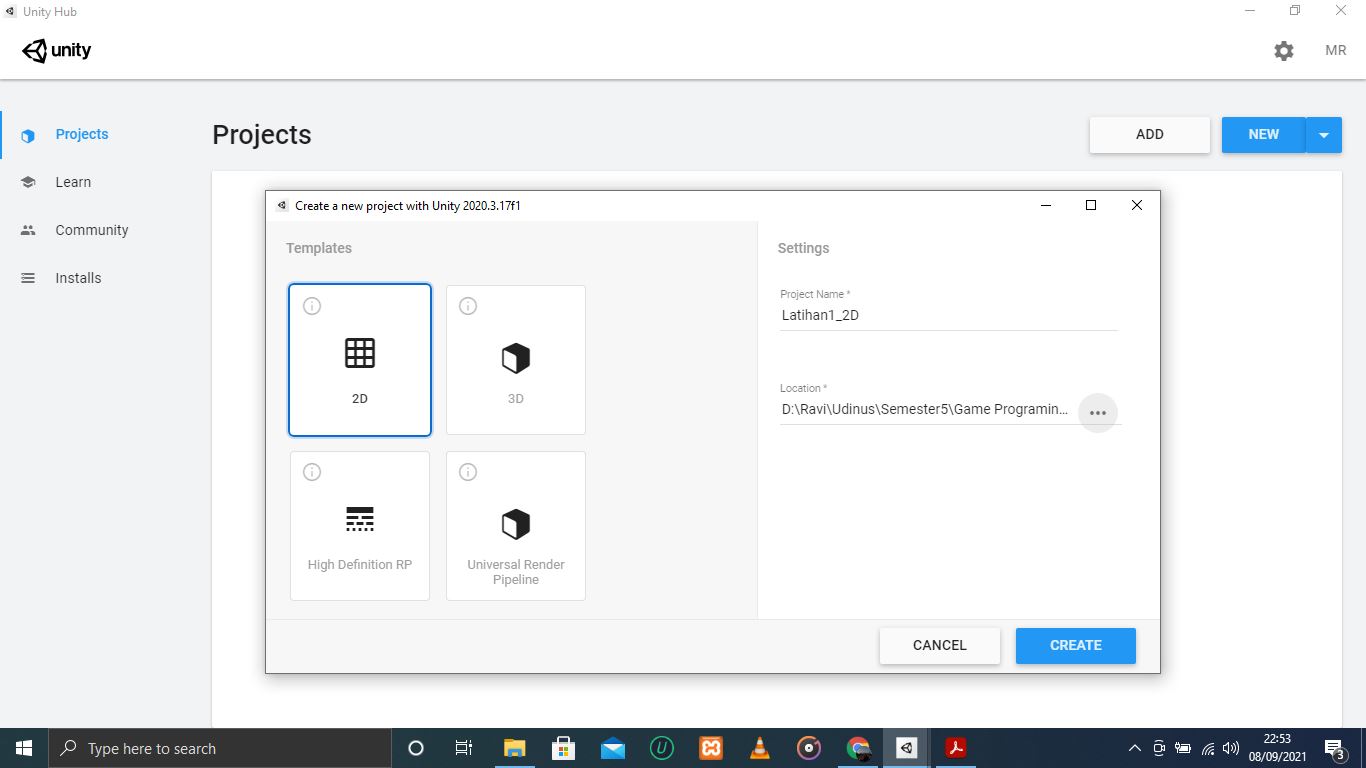 Unity Hub
unity
MR
Projects
Learn
Community
Installs
Projects
ADD
NEW
Create a new project with Unity 2020.3.17f1
Templates
2D
3D
High Definition RP
Universal Render
Pipeline
Settings
Project Name *
Latihan1_2D
Location *
D:\Ravi\Udinus\Semester5\Game Programin...
CANCEL
CREATE
Type here to search
22:53
08/09/2021
3